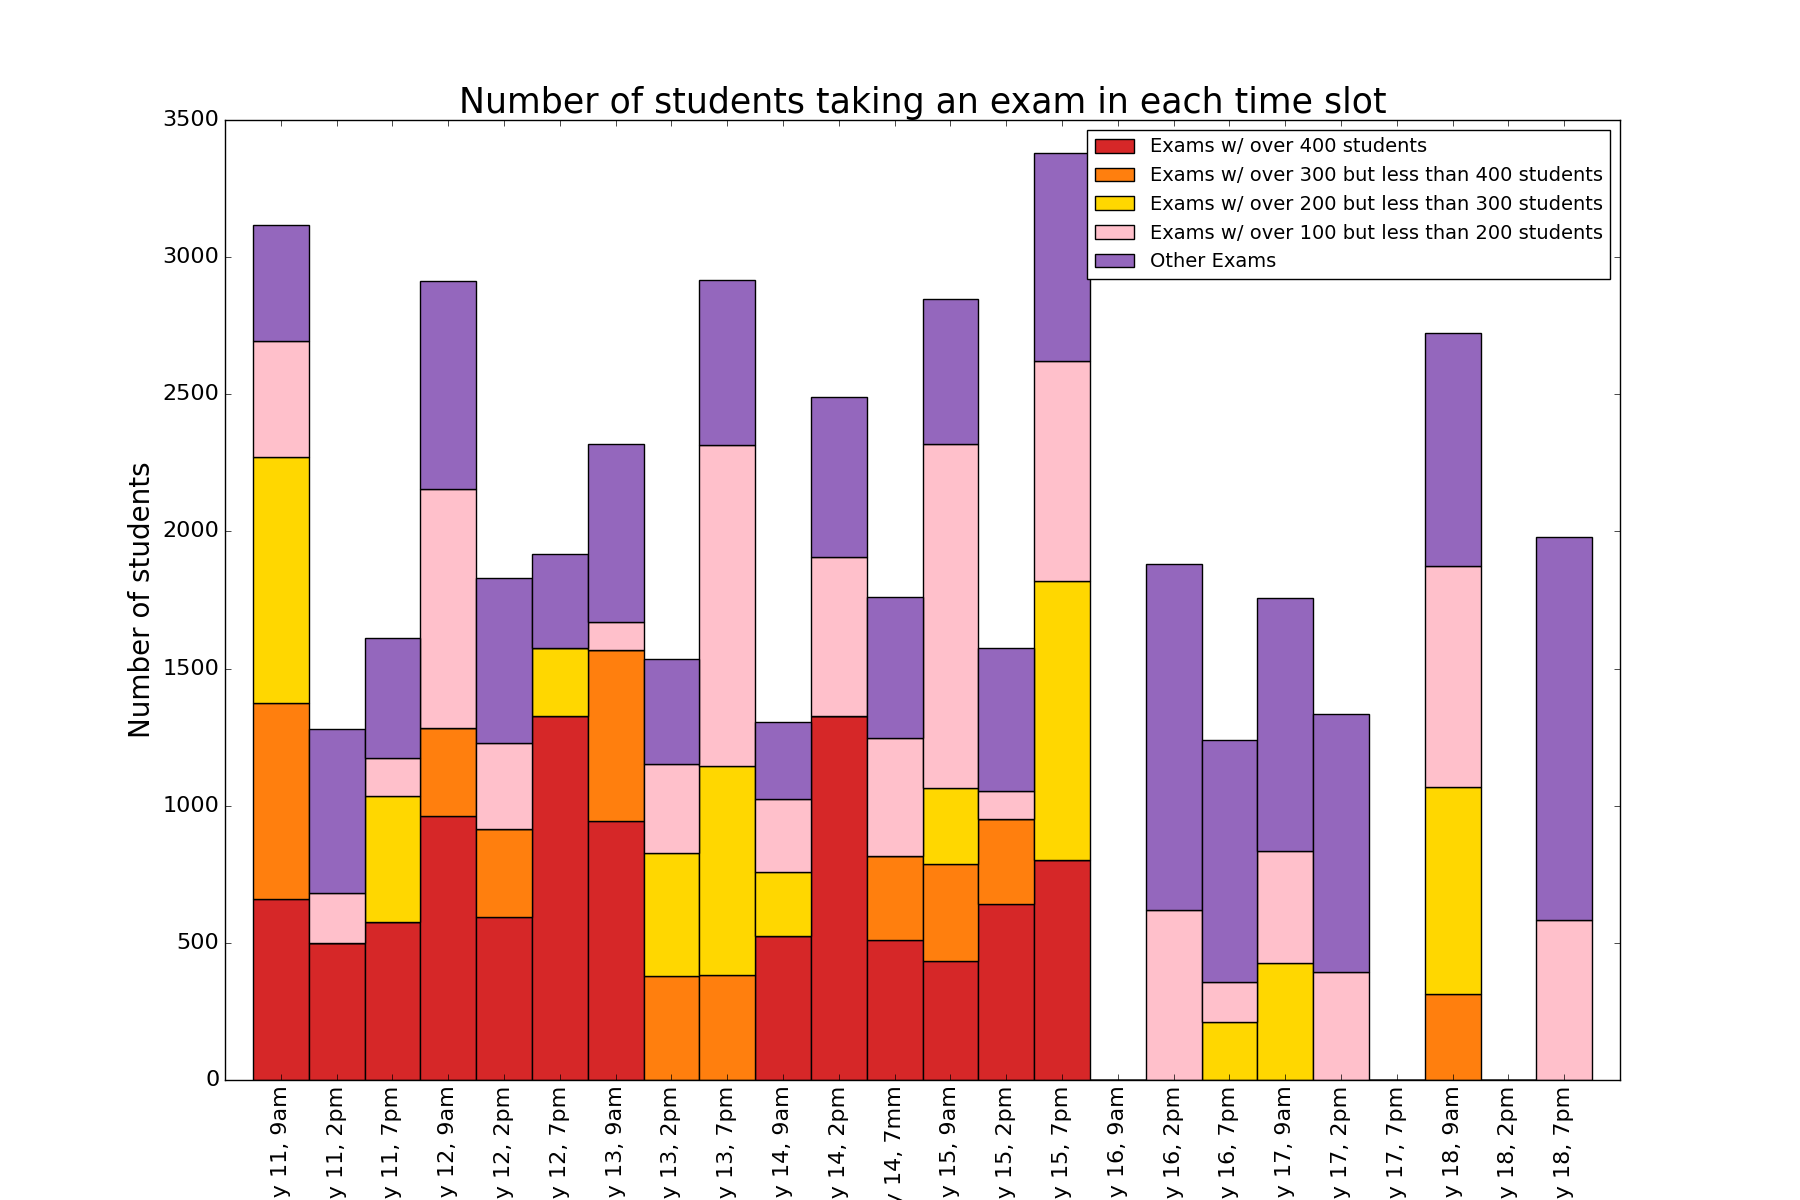 Number of students taking an exam in each time slot
Exams w/ over 400 students
Exams w/ over 300 but less than 400 students
Exams w/ over 200 but less than 300 students
Exams w/ over 100 but less than 200 students
Other Exams
Number of students
3500
3000
2500
2000
1500
1000
500
0
y 11, 9am
y 11, 2pm
y 11, 7pm
y 12, 9am
y 12, 2pm
y 12, 7pm
y 13, 9am
y 13, 2pm
y 13, 7pm
y 14, 9am
y 14, 2pm
y 14, 7mm
y 15, 9am
y 15, 2pm
y 15, 7pm
y 16, 9am
y 16, 2pm
y 16, 7pm
y 17, 9am
y 17, 2pm
y 17, 7pm
y 18, 9am
y 18, 2pm
y 18, 7pm